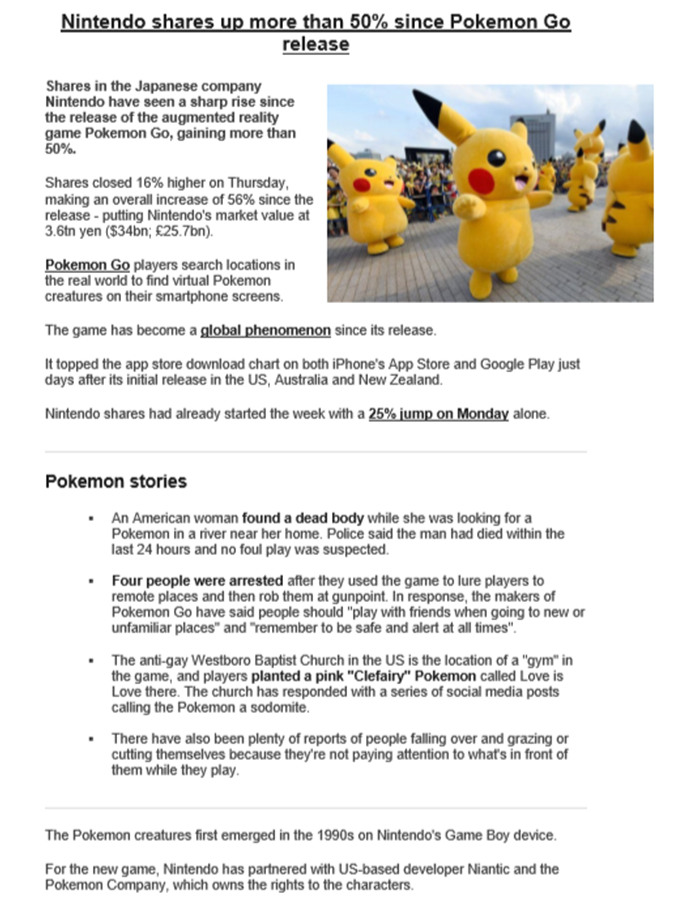 Nintendo shares up more than 50% since Pokemon Go
release
Shares in the Japanese company
Nintendo have seen a sharp rise since
the release of the augmented reality
game Pokemon Go, gaining more than
50%.
Shares closed 16% higher on Thursday,
making an overall increase of 56% since the
release - putting Nintendo's market value at
3.6tn yen ($34bn; £25.7bn).
Pokemon Go players search locations in
the real world to find virtual Pokemon
creatures on their smartphone screens.
The game has become a global phenomenon since its release.
It topped the app store download chart on both iPhone's App Store and Google Play just
days after its initial release in the US, Australia and New Zealand.
Nintendo shares had already started the week with a 25% jump on Monday alone.
Pokemon stories
▪ An American woman found a dead body while she was looking for a
Pokemon in a river near her home. Police said the man had died within the
last 24 hours and no foul play was suspected.
▪ Four people were arrested after they used the game to lure players to
remote places and then rob them at gunpoint. In response, the makers of
Pokemon Go have said people should "play with friends when going to new or
unfamiliar places" and "remember to be safe and alert at all times".
▪ The anti-gay Westboro Baptist Church in the US is the location of a "gym" in
the game, and players planted a pink "Clefairy" Pokemon called Love is
Love there. The church has responded with a series of social media posts
calling the Pokemon a sodomite.
▪ There have also been plenty of reports of people falling over and grazing or
cutting themselves because they're not paying attention to what's in front of
them while they play.
The Pokemon creatures first emerged in the 1990s on Nintendo's Game Boy device.
For the new game, Nintendo has partnered with US-based developer Niantic and the
Pokemon Company, which owns the rights to the characters.